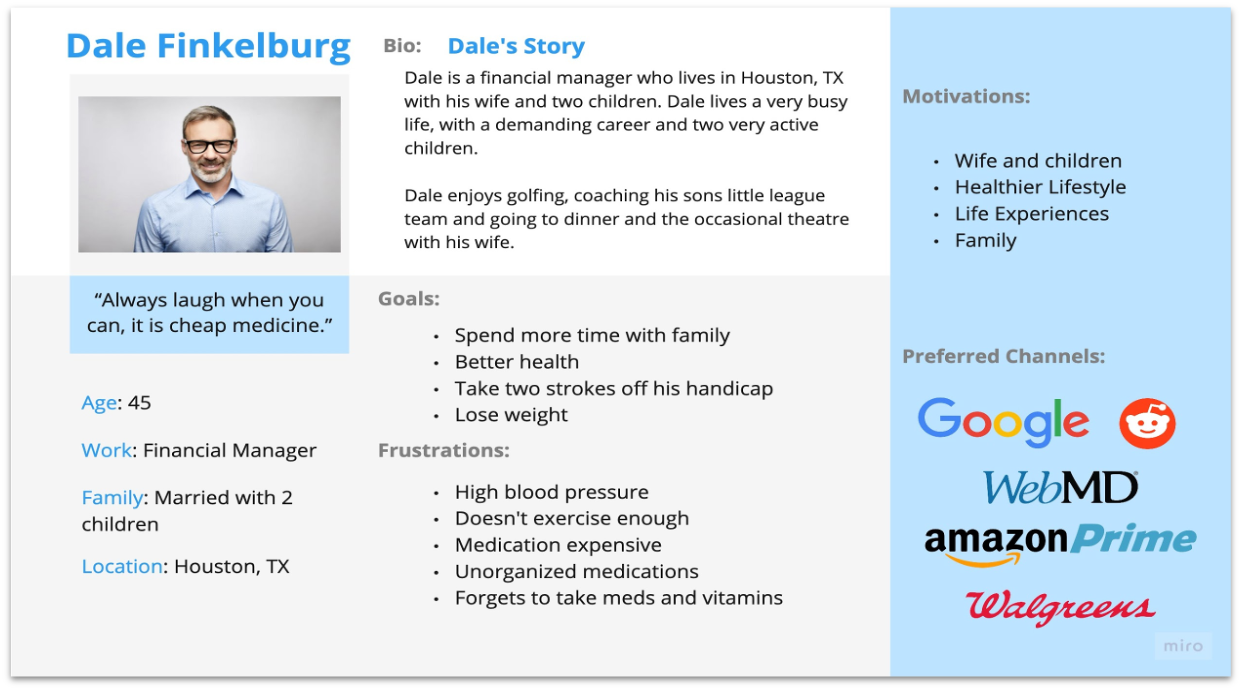 Dale Finkelburg
“Always laugh when you
can, it is cheap medicine.”
Age: 45
Work: Financial Manager
Family: Married with 2
children
Location: Houston, TX
Bio: Dale's Story
Dale is a financial manager who lives in Houston, TX
with his wife and two children. Dale lives a very busy
life, with a demanding career and two very active
children.
Dale enjoys golfing, coaching his sons little league
team and going to dinner and the occasional theatre
with his wife.
Goals:
• Spend more time with family
• Better health
• Take two strokes off his handicap
• Lose weight
Frustrations:
• High blood pressure
• Doesn't exercise enough
• Medication expensive
• Unorganized medications
• Forgets to take meds and vitamins
Motivations:
• Wife and children
• Healthier Lifestyle
• Life Experiences
• Family
Preferred Channels:
Google
WebMD
amazonPrime
Walgreens
miro